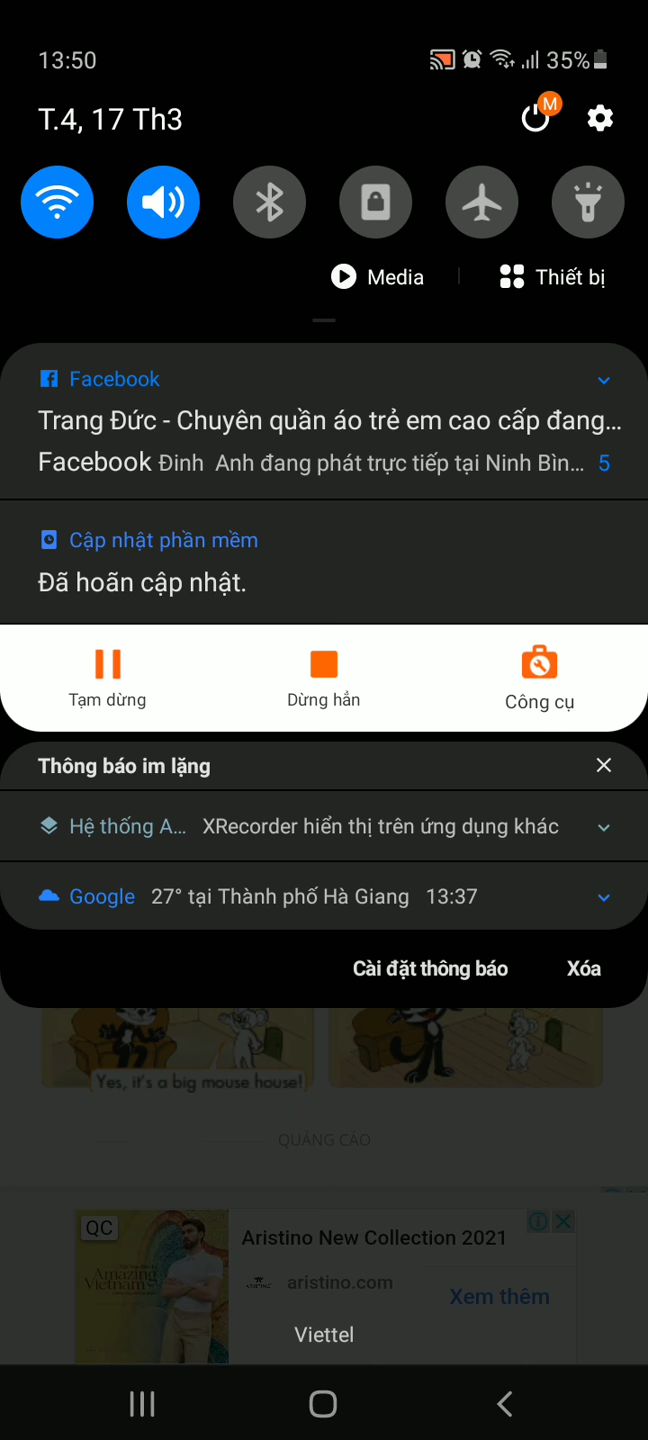 13:50
35%
T.4, 17 Th3
M
Media
Thiết bị
Facebook
Trang Đức - Chuyên quần áo trẻ em cao cấp đang...
Facebook Đinh Anh đang phát trực tiếp tại Ninh Bìn... 5
Cập nhật phần mềm
Đã hoãn cập nhật.
Tạm dừng
Dừng hẳn
Công cụ
Thông báo im lặng
Hệ thống A... XRecorder hiển thị trên ứng dụng khác
Google 27° tại Thành phố Hà Giang 13:37
Cài đặt thông báo
Xóa
Yes, it's a big mouse house!
QUẢNG CÁO
QC
Aristino New Collection 2021
Amazing
Vietnam
aristino.com
Xem thêm
Viettel